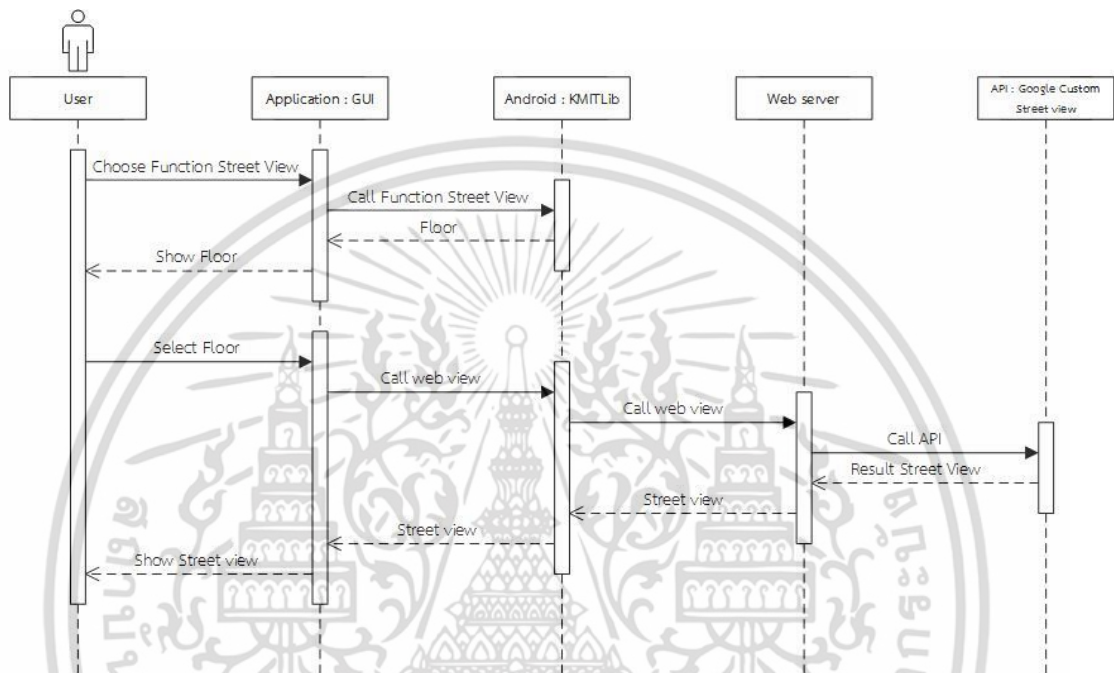 User
Application : GUI
Android : KMITLib
Web server
API : Google Custom
Street view
Choose Function Street View
Call Function Street View
Floor
Show Floor
Select Floor
Call web view
Call web view
Call API
Result Street View
Street view
Street view
Show Street view